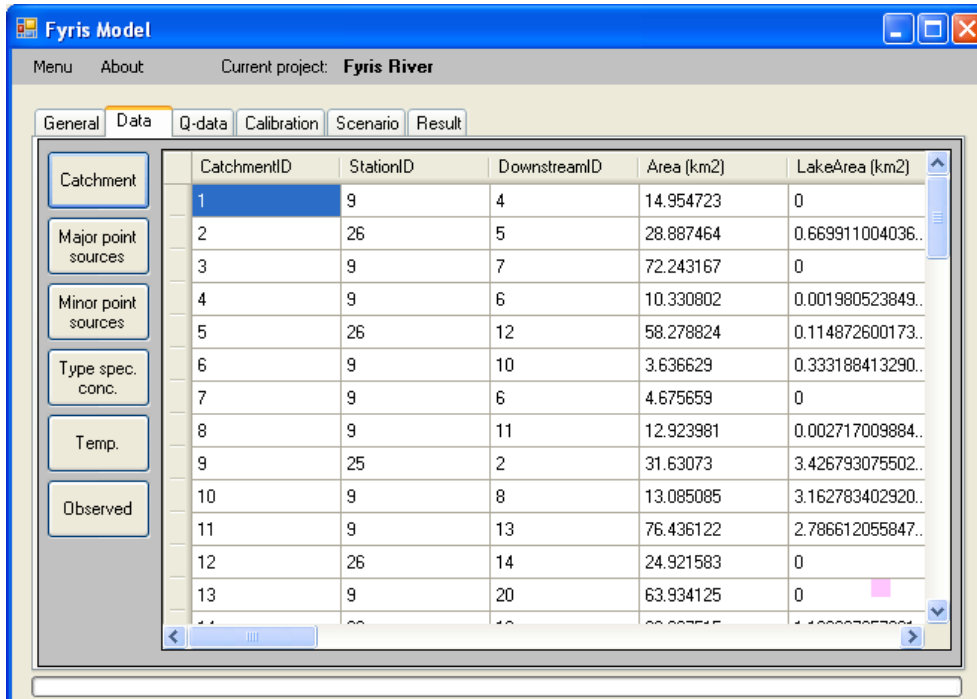 Fyris Model
Menu About Current project: Fyris River
General Data Q-data Calibration Scenario Result
Catchment
Major point
sources
Minor point
sources
Type spec.
conc.
Temp.
Observed
CatchmentID StationID DownstreamID Area (km2) LakeArea (km2)
1 9 4 14.954723 0
2 26 5 28.887464 0.669911004036..
3 9 7 72.243167 0
4 9 6 10.330802 0.001980523849..
5 26 12 58.278824 0.114872600173..
6 9 10 3.636629 0.333188413290..
7 9 6 4.675659 0
8 9 11 12.923981 0.002717009884..
9 25 2 31.63073 3.426793075502..
10 9 8 13.085085 3.162783402920..
11 9 13 76.436122 2.786612055847..
12 26 14 24.921583 0
13 9 20 63.934125 0